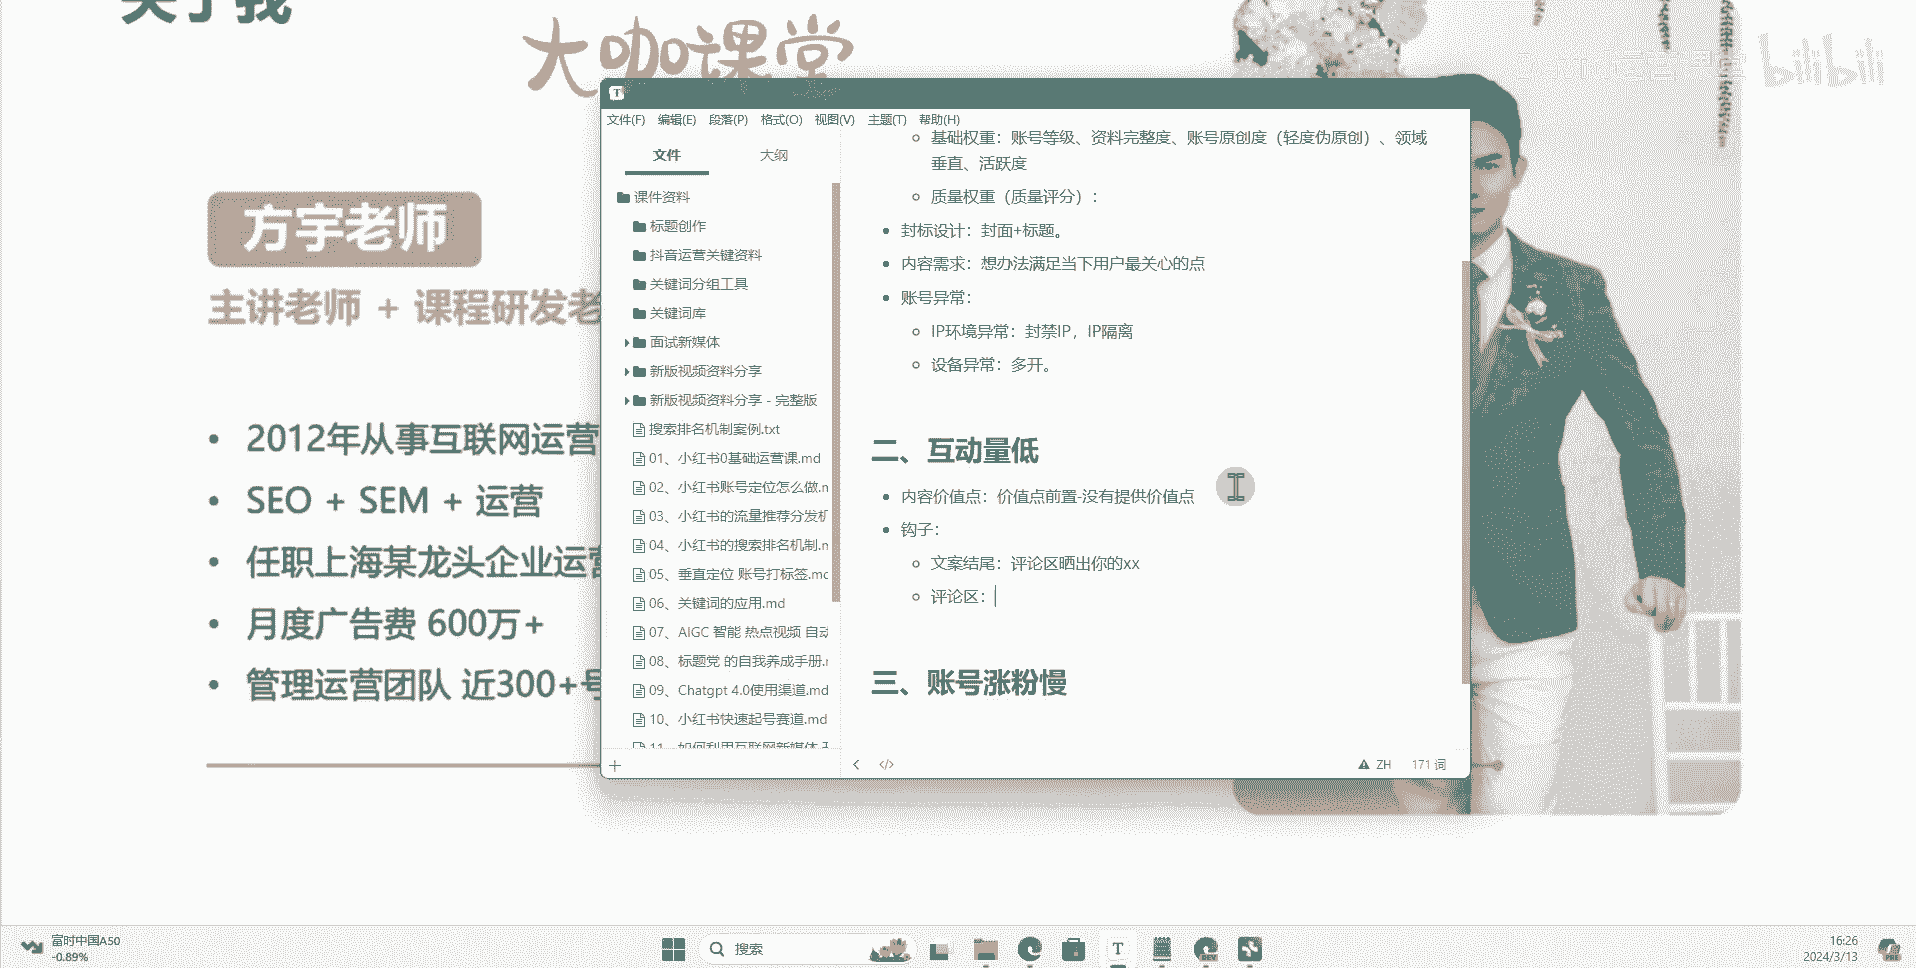 关于我
大咖课堂
bilibili
方宇老师
主讲老师 + 课程研发老
2012年从事互联网运营
SEO + SEM + 运营
任职上海某龙头企业运营
月度广告费 600万+
管理运营团队 近300+号
T
文件(F) 编辑(E) 段落(P) 格式(O) 视图(V) 主题(T) 帮助(H)
文件 大纲
课件资料
标题创作
抖音运营关键资料
关键词分组工具
关键词库
面试新媒体
新版视频资料分享
新版视频资料分享 - 完整版
搜索排名机制案例.txt
01、小红书0基础运营课.md
02、小红书账号定位怎么做.m
03、小红书的流量推荐分发机
04、小红书的搜索排名机制.m
05、垂直定位 账号打标签.md
06、关键词的应用.md
07、AIGC 智能 热点视频 自动
08、标题党 的自我养成手册.m
09、Chatgpt 4.0使用渠道.md
10、小红书快速起号赛道.md
11、如何利用互联网新媒体
基础权重：账号等级、资料完整度、账号原创度（轻度伪原创）、领域
垂直、活跃度
质量权重（质量评分）：
封标设计：封面+标题。
内容需求：想办法满足当下用户最关心的点
账号异常：
IP环境异常：封禁IP，IP隔离
设备异常：多开。
二、互动量低
内容价值点：价值点前置-没有提供价值点
钩子：
文案结尾：评论区晒出你的xx
评论区：
三、账号涨粉慢
</> ZH 171 词
富时中国A50
-0.89%
搜索
T
DEV
16:26
2024/3/13
PRE